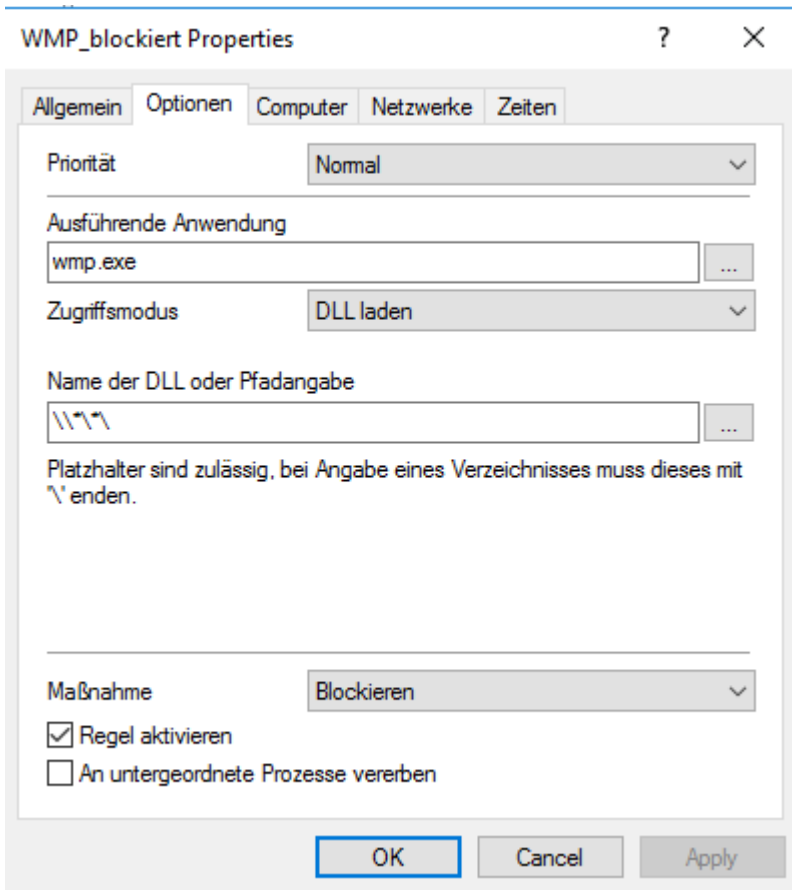 WMP_blockiert Properties ? ×
Allgemein Optionen Computer Netzwerke Zeiten
Priorität Normal
Ausführende Anwendung
wmp.exe ...
Zugriffsmodus DLL laden
Name der DLL oder Pfadangabe
\\*\*\ ...
Platzhalter sind zulässig, bei Angabe eines Verzeichnisses muss dieses mit
'\' enden.
Maßnahme Blockieren
Regel aktivieren
An untergeordnete Prozesse vererben
OK Cancel Apply